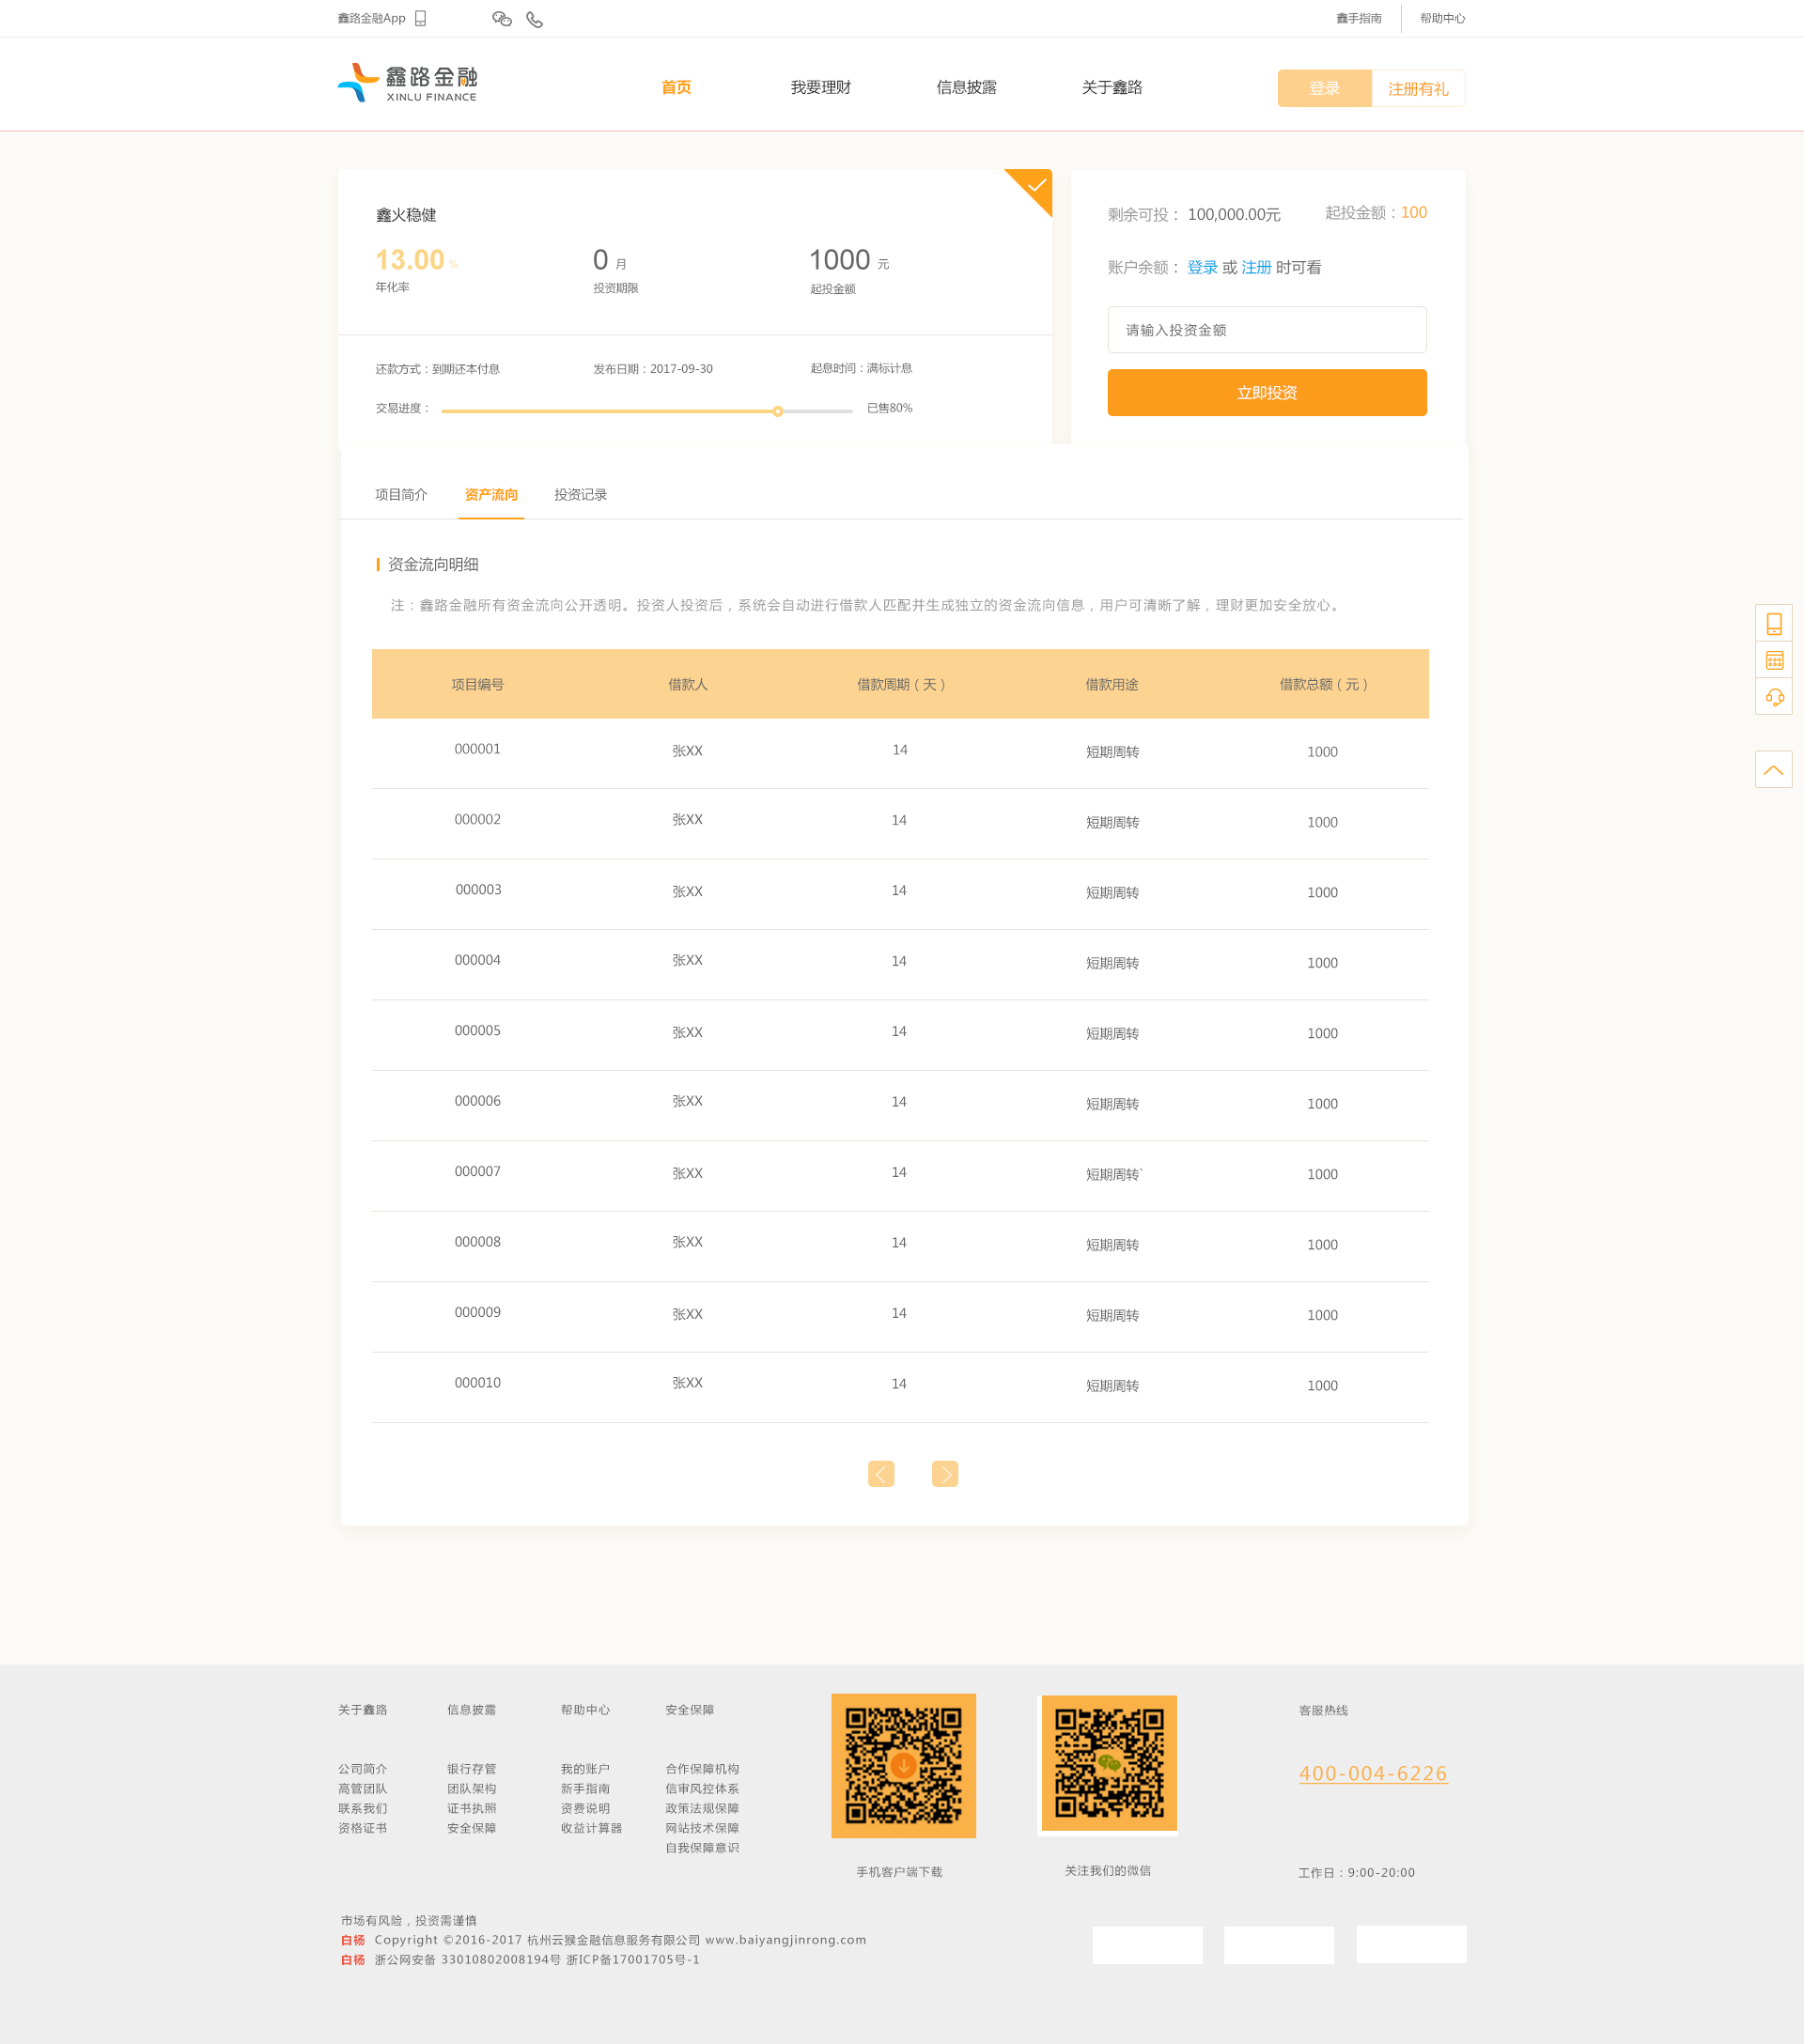 鑫路金融App
鑫手指南 帮助中心
鑫路金融
XINLU FINANCE
首页 我要理财 信息披露 关于鑫路
登录 注册有礼
鑫火稳健
13.00 %
年化率
0 月
投资期限
1000 元
起投金额
还款方式：到期还本付息 发布日期：2017-09-30 起息时间：满标计息
交易进度： 已售80%
剩余可投： 100,000.00元 起投金额：100
账户余额： 登录 或 注册 时可看
请输入投资金额
立即投资
项目简介 资产流向 投资记录
资金流向明细
注：鑫路金融所有资金流向公开透明。投资人投资后，系统会自动进行借款人匹配并生成独立的资金流向信息，用户可清晰了解，理财更加安全放心。
项目编号 借款人 借款周期（天） 借款用途 借款总额（元）
000001 张XX 14 短期周转 1000
000002 张XX 14 短期周转 1000
000003 张XX 14 短期周转 1000
000004 张XX 14 短期周转 1000
000005 张XX 14 短期周转 1000
000006 张XX 14 短期周转 1000
000007 张XX 14 短期周转` 1000
000008 张XX 14 短期周转 1000
000009 张XX 14 短期周转 1000
000010 张XX 14 短期周转 1000
关于鑫路 信息披露 帮助中心 安全保障
公司简介 银行存管 我的账户 合作保障机构
高管团队 团队架构 新手指南 信审风控体系
联系我们 证书执照 资费说明 政策法规保障
资格证书 安全保障 收益计算器 网站技术保障
自我保障意识
手机客户端下载
关注我们的微信
客服热线
400-004-6226
工作日：9:00-20:00
市场有风险，投资需谨慎
白杨 Copyright ©2016-2017 杭州云猴金融信息服务有限公司 www.baiyangjinrong.com
白杨 浙公网安备 33010802008194号 浙ICP备17001705号-1